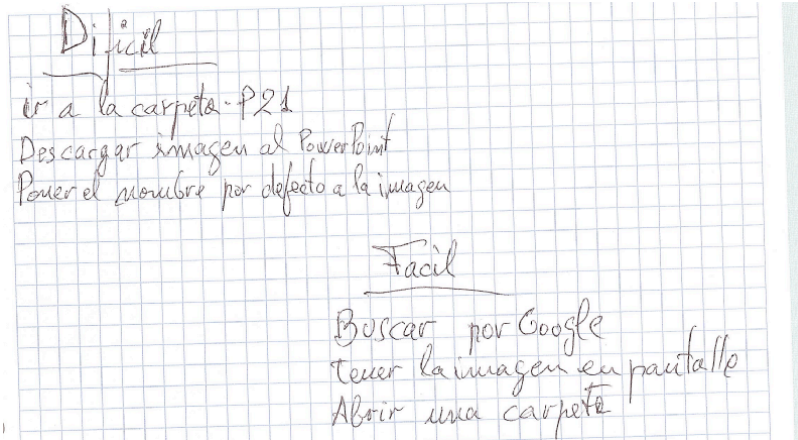 Dificil
ir a la carpeta - P21
Descargar imagen al PowerPoint
Poner el nombre por defecto a la imagen
Facil
Buscar por Google
tener la imagen en pantalla
Abrir una carpeta